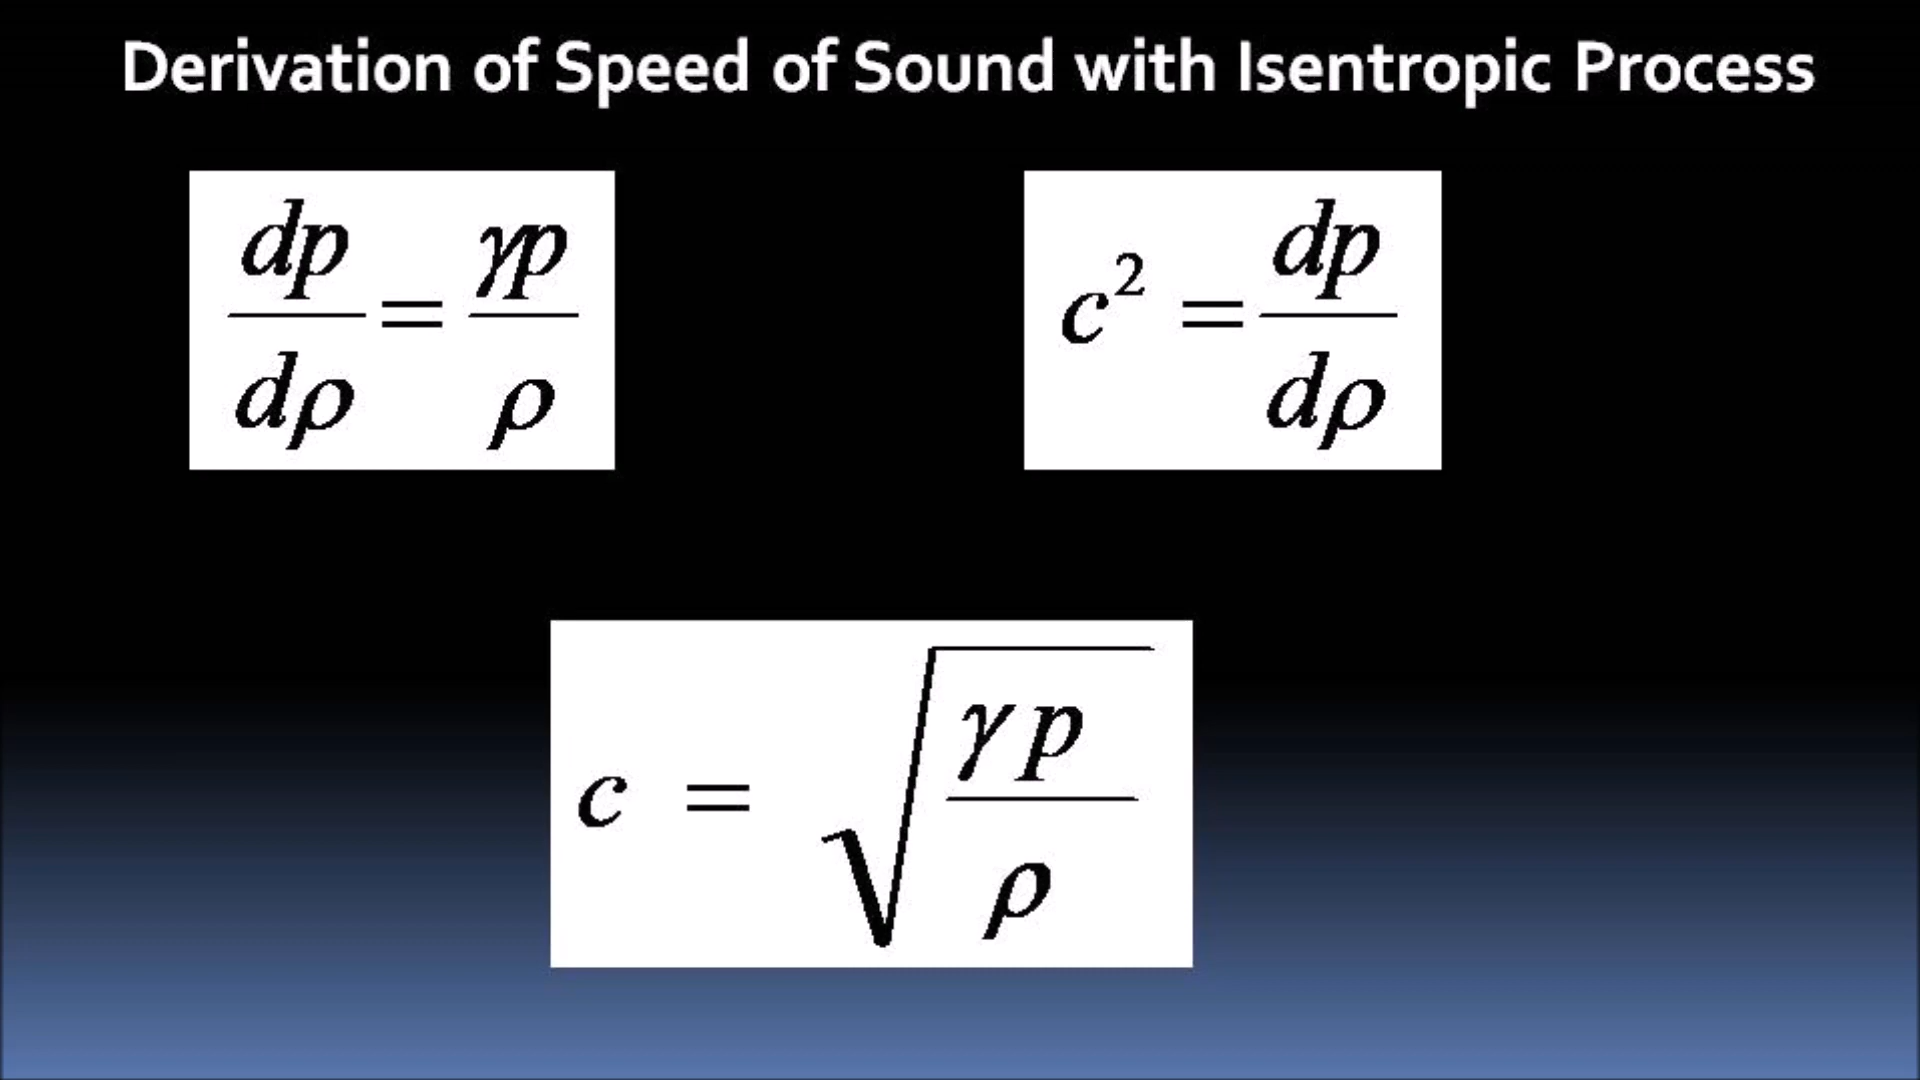 Derivation of Speed of Sound with Isentropic Process
dp/dρ = γp/ρ
c² = dp/dρ
c = √(γp/ρ)